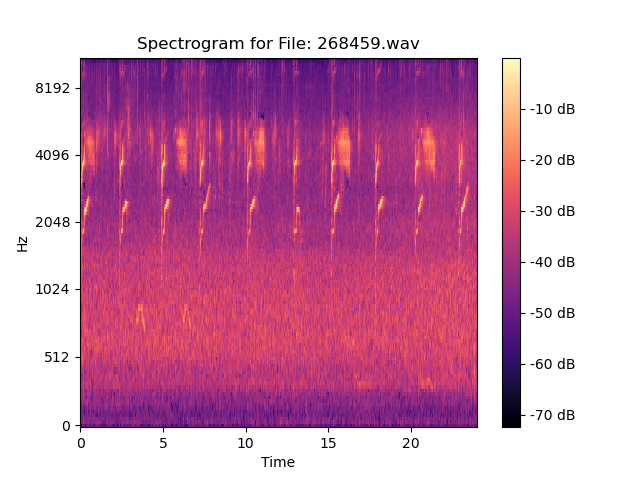 Spectrogram for File: 268459.wav
8192
4096
2048
1024
512
0
Hz
0 5 10 15 20
Time
-10 dB
-20 dB
-30 dB
-40 dB
-50 dB
-60 dB
-70 dB